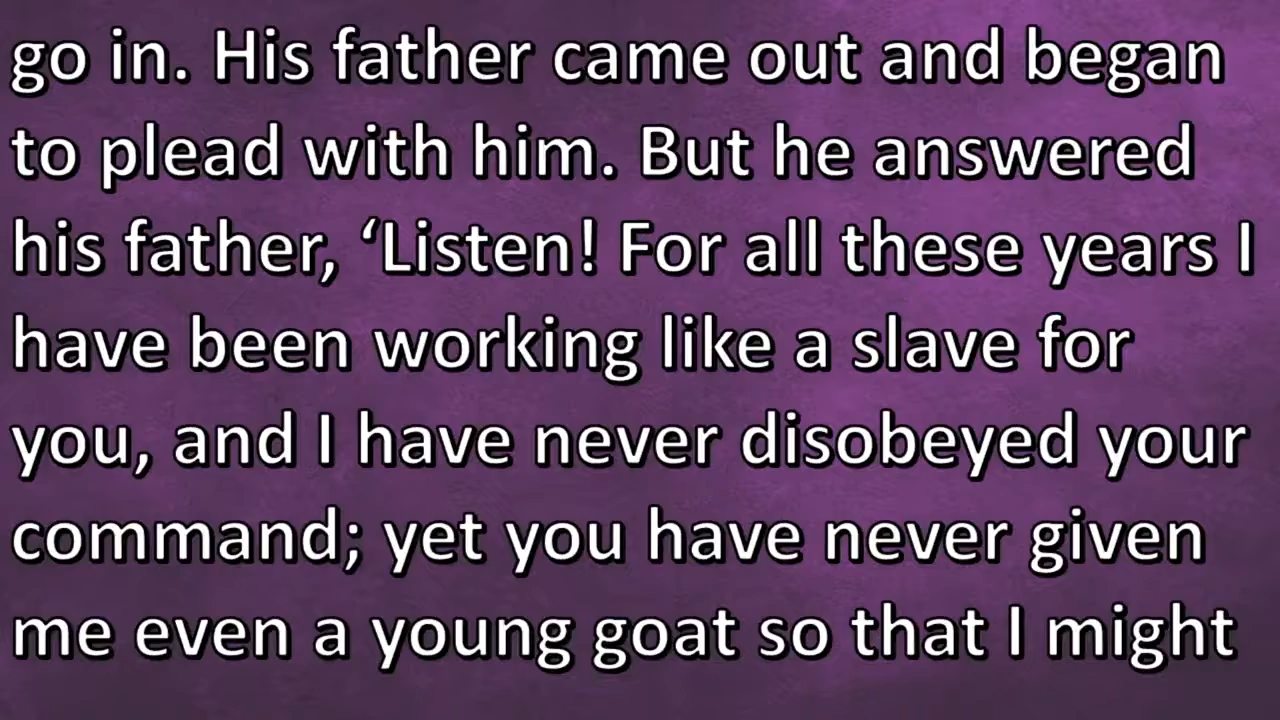 go in. His father came out and began
to plead with him. But he answered
his father, ‘Listen! For all these years I
have been working like a slave for
you, and I have never disobeyed your
command; yet you have never given
me even a young goat so that I might